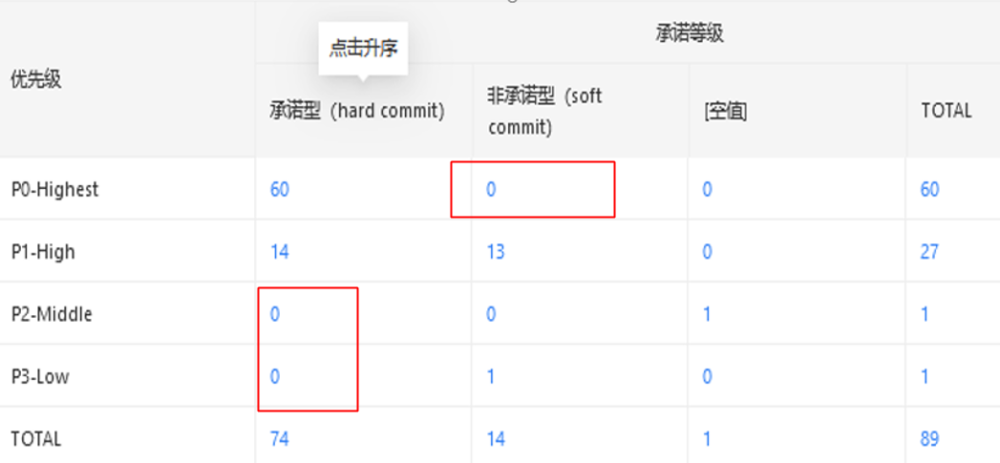 点击升序
承诺等级
优先级
承诺型（hard commit)
非承诺型（soft
commit)
[空值]
TOTAL
P0-Highest 60 0 0 60
P1-High 14 13 0 27
P2-Middle 0 0 1 1
P3-Low 0 1 0 1
TOTAL 74 14 1 89